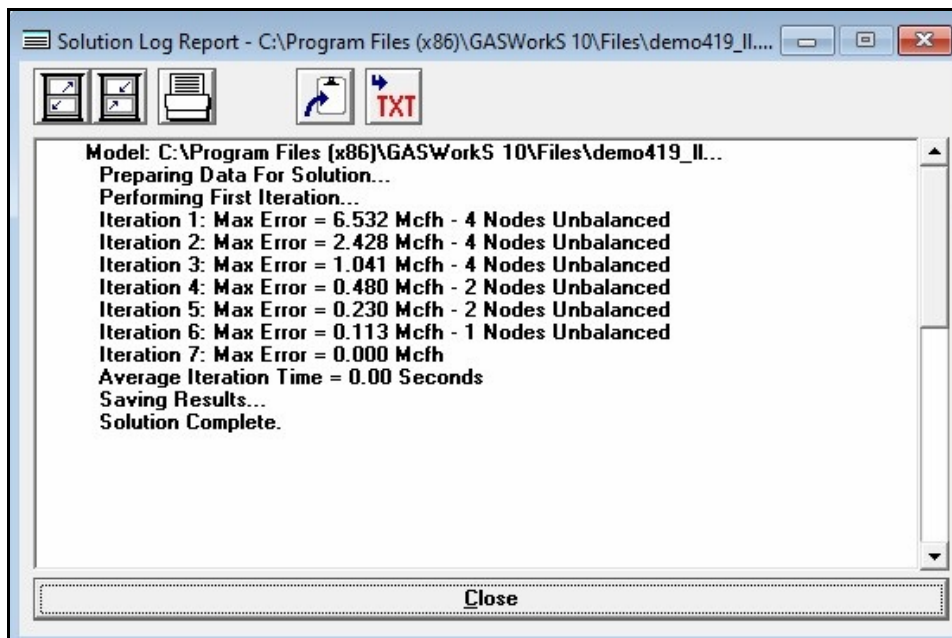 Solution Log Report - C:\Program Files (x86)\GASWorkS 10\Files\demo419_II....
TXT
Model: C:\Program Files (x86)\GASWorkS 10\Files\demo419_II...
Preparing Data For Solution...
Performing First Iteration...
Iteration 1: Max Error = 6.532 Mcfh - 4 Nodes Unbalanced
Iteration 2: Max Error = 2.428 Mcfh - 4 Nodes Unbalanced
Iteration 3: Max Error = 1.041 Mcfh - 4 Nodes Unbalanced
Iteration 4: Max Error = 0.480 Mcfh - 2 Nodes Unbalanced
Iteration 5: Max Error = 0.230 Mcfh - 2 Nodes Unbalanced
Iteration 6: Max Error = 0.113 Mcfh - 1 Nodes Unbalanced
Iteration 7: Max Error = 0.000 Mcfh
Average Iteration Time = 0.00 Seconds
Saving Results...
Solution Complete.
Close